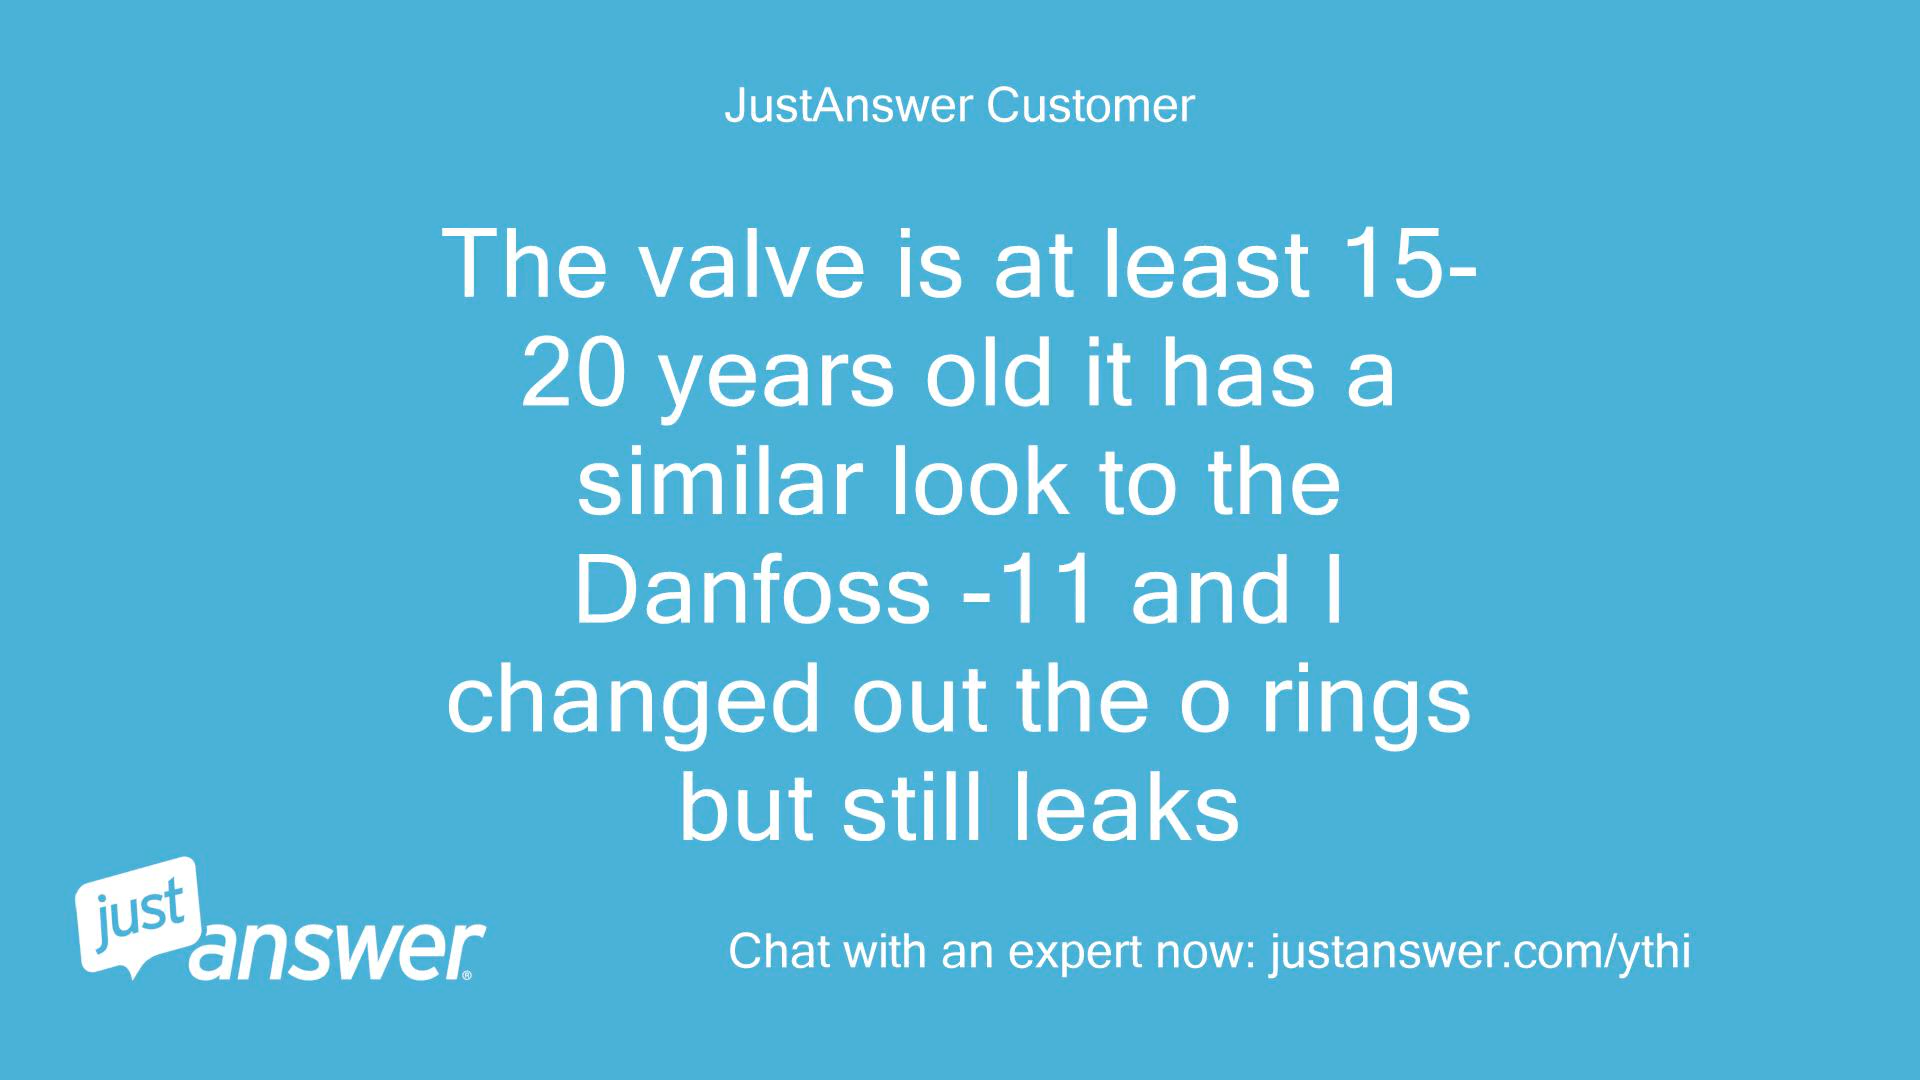 JustAnswer Customer
The valve is at least 15-
20 years old it has a
similar look to the
Danfoss -11 and I
changed out the o rings
but still leaks
just
answer®
Chat with an expert now: justanswer.com/ythi